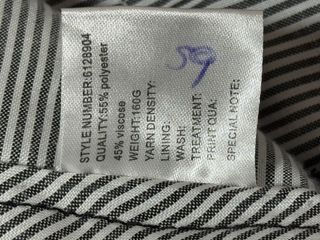 STYLE NUMBER:6128904
QUALITY:55% polyester
45% viscose
WEIGHT:160G
YARN DENSITY:
LINING:
WASH:
TREATMENT:
PRINT QUA:
SPECIAL NOTE:
59